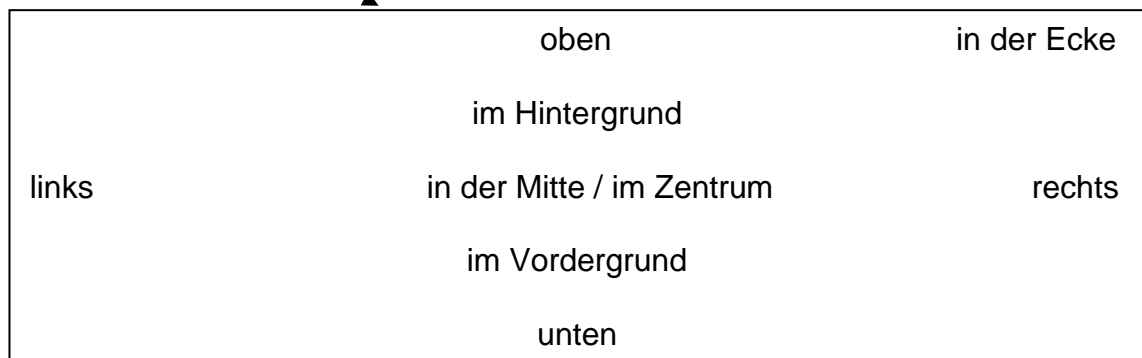 oben in der Ecke
im Hintergrund
links in der Mitte / im Zentrum rechts
im Vordergrund
unten